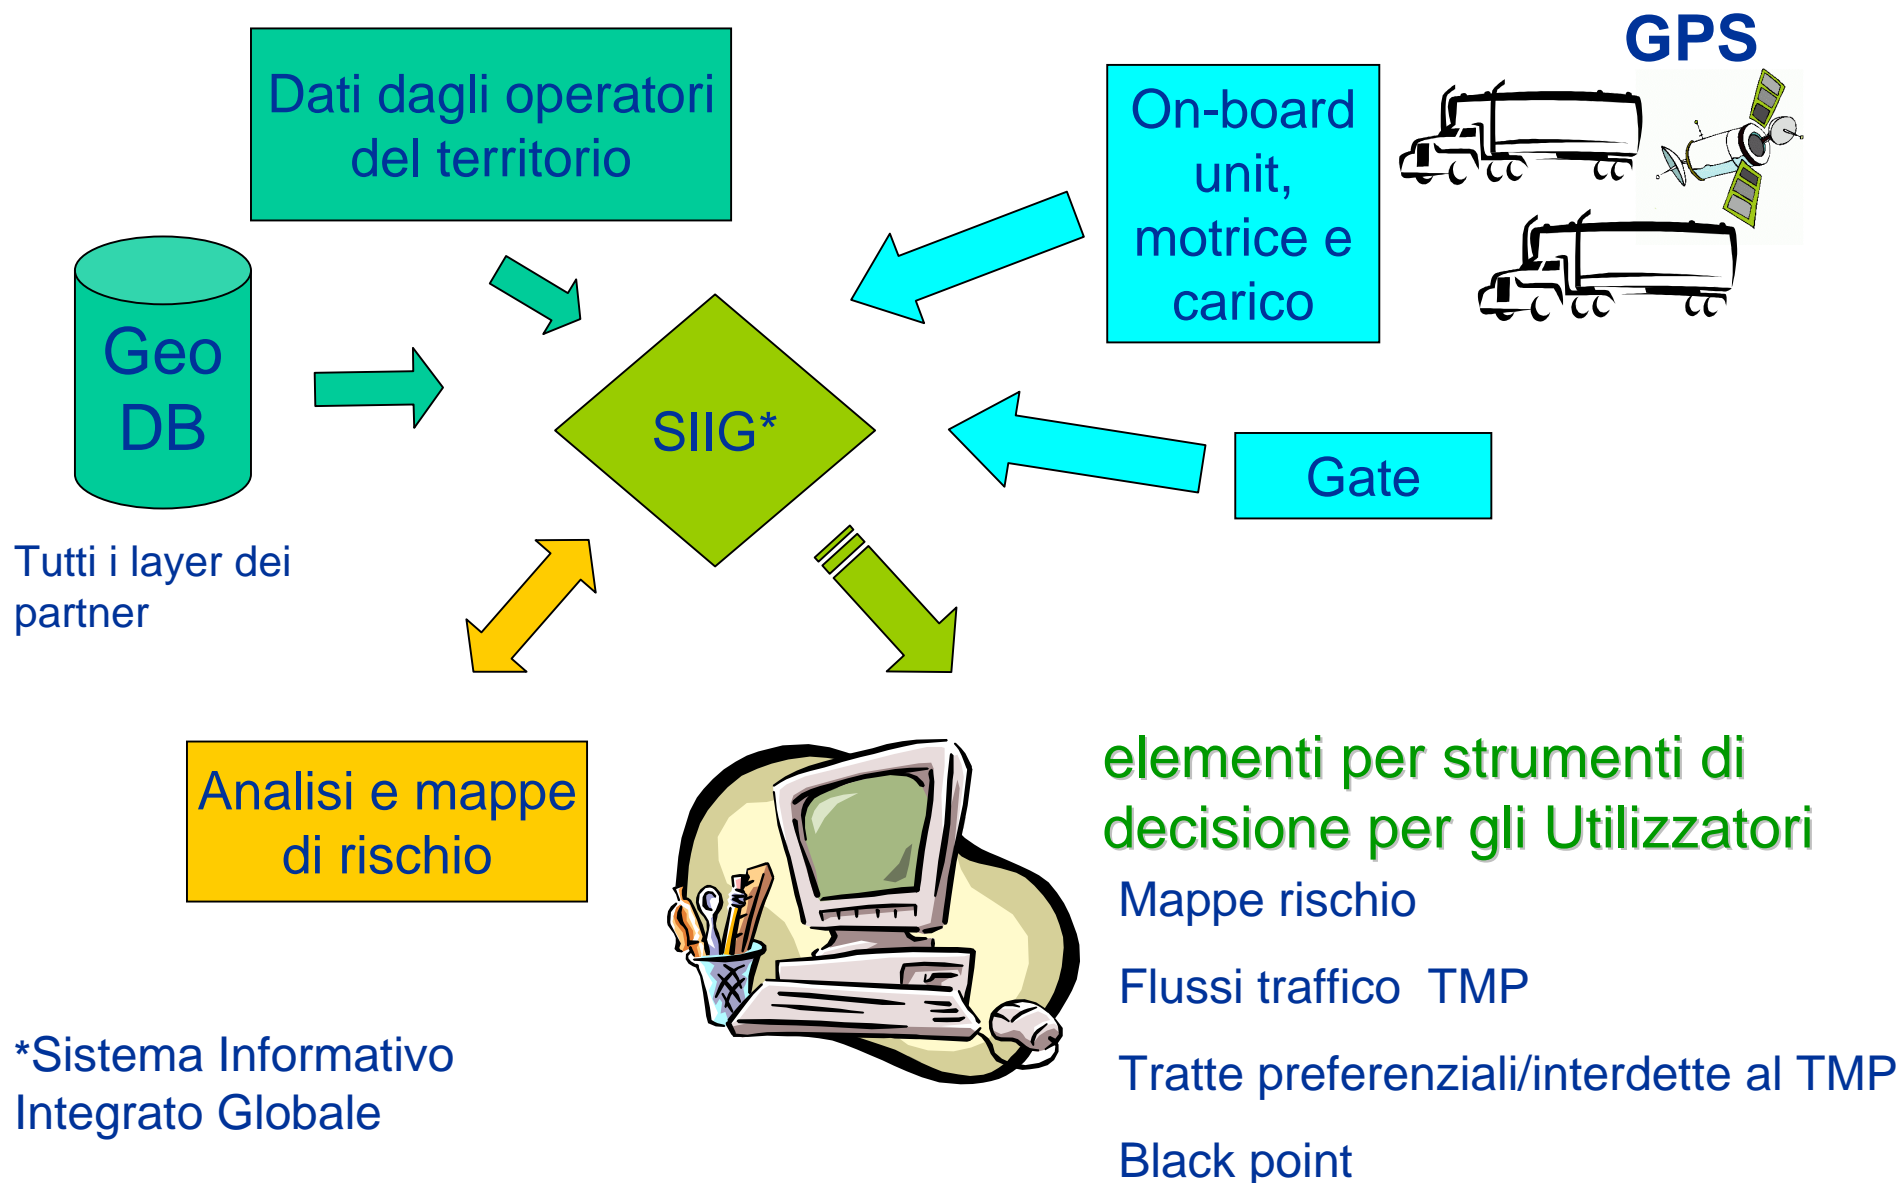 GPS
Dati dagli operatori
del territorio
On-board
unit,
motrice e
carico
Geo
DB
SIIG*
Gate
Tutti i layer dei
partner
Analisi e mappe
di rischio
elementi per strumenti di
decisione per gli Utilizzatori
Mappe rischio
Flussi traffico TMP
Tratte preferenziali/interdette al TMP
Black point
*Sistema Informativo
Integrato Globale